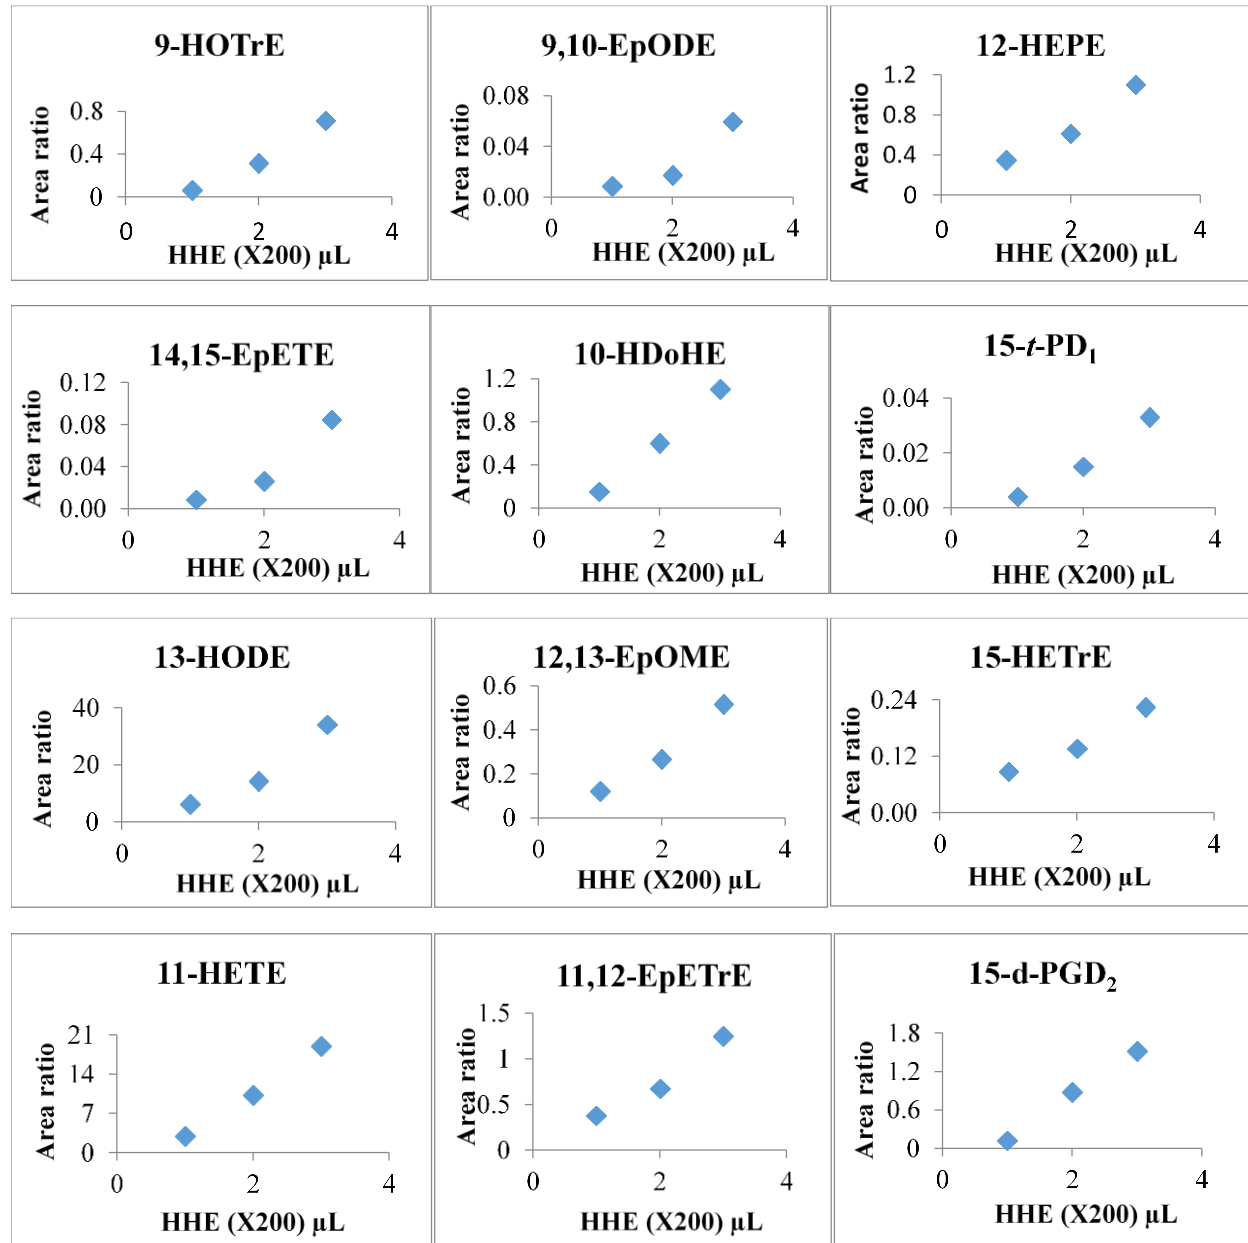 9-HOTrE
Area ratio
0.8
0.4
0
0 2 4
HHE (X200) µL
9,10-EpODE
Area ratio
0.08
0.04
0.00
0 2 4
HHE (X200) µL
12-HEPE
Area ratio
1.2
0.8
0.4
0
0 2 4
HHE (X200) µL
14,15-EpETE
Area ratio
0.12
0.08
0.04
0.00
0 2 4
HHE (X200) µL
10-HDoHE
Area ratio
1.2
0.8
0.4
0
0 2 4
HHE (X200) µL
15-t-PD₁
Area ratio
0.04
0.02
0.00
0 2 4
HHE (X200) µL
13-HODE
Area ratio
40
20
0
0 2 4
HHE (X200) µL
12,13-EpOME
Area ratio
0.6
0.4
0.2
0
0 2 4
HHE (X200) µL
15-HETrE
Area ratio
0.24
0.12
0.00
0 2 4
HHE (X200) µL
11-HETE
Area ratio
21
14
7
0
0 2 4
HHE (X200) µL
11,12-EpETrE
Area ratio
1.5
1
0.5
0
0 2 4
HHE (X200) µL
15-d-PGD₂
Area ratio
1.8
1.2
0.6
0
0 2 4
HHE (X200) µL